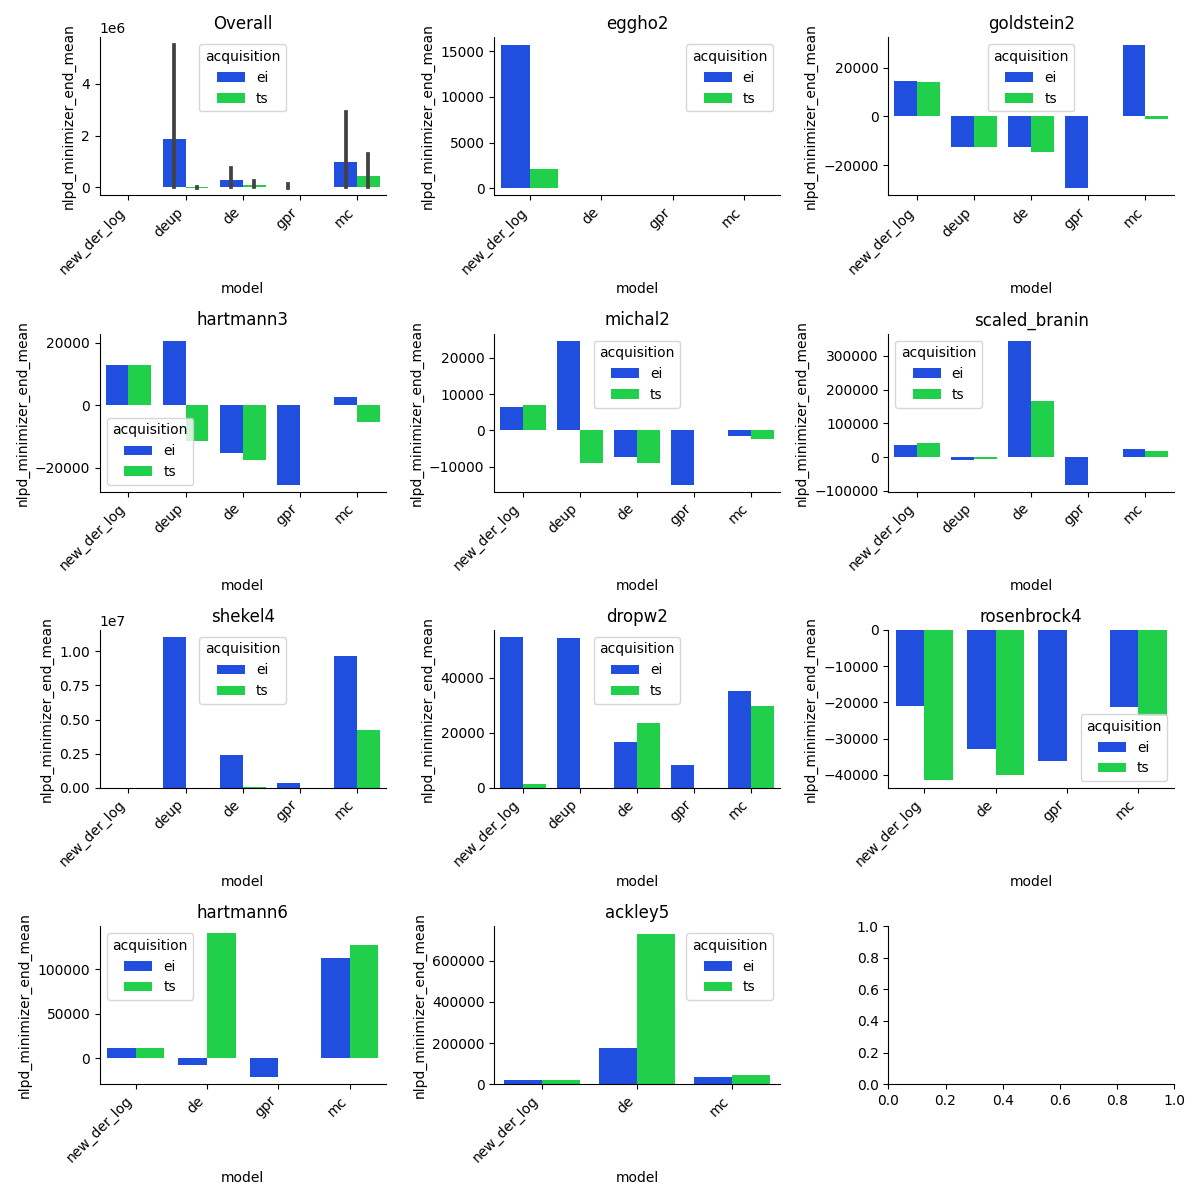 Overall
1e6
nlpd_minimizer_end_mean
4
2
0
acquisition
ei
ts
new_der_log
deup
de
gpr
mc
model
eggho2
nlpd_minimizer_end_mean
15000
12500
10000
7500
5000
2500
0
acquisition
ei
ts
new_der_log
de
gpr
mc
model
goldstein2
nlpd_minimizer_end_mean
20000
0
−20000
acquisition
ei
ts
new_der_log
deup
de
gpr
mc
model
hartmann3
nlpd_minimizer_end_mean
20000
0
−20000
acquisition
ei
ts
new_der_log
deup
de
gpr
mc
model
michal2
nlpd_minimizer_end_mean
20000
10000
0
−10000
acquisition
ei
ts
new_der_log
deup
de
gpr
mc
model
scaled_branin
nlpd_minimizer_end_mean
300000
200000
100000
0
−100000
acquisition
ei
ts
new_der_log
deup
de
gpr
mc
model
shekel4
1e7
nlpd_minimizer_end_mean
1.00
0.75
0.50
0.25
0.00
acquisition
ei
ts
new_der_log
deup
de
gpr
mc
model
dropw2
nlpd_minimizer_end_mean
40000
20000
0
acquisition
ei
ts
new_der_log
deup
de
gpr
mc
model
rosenbrock4
nlpd_minimizer_end_mean
0
−10000
−20000
−30000
−40000
acquisition
ei
ts
new_der_log
de
gpr
mc
model
hartmann6
nlpd_minimizer_end_mean
100000
50000
0
acquisition
ei
ts
new_der_log
de
gpr
mc
model
ackley5
nlpd_minimizer_end_mean
600000
400000
200000
0
acquisition
ei
ts
new_der_log
de
mc
model
1.0
0.8
0.6
0.4
0.2
0.0
0.0 0.2 0.4 0.6 0.8 1.0